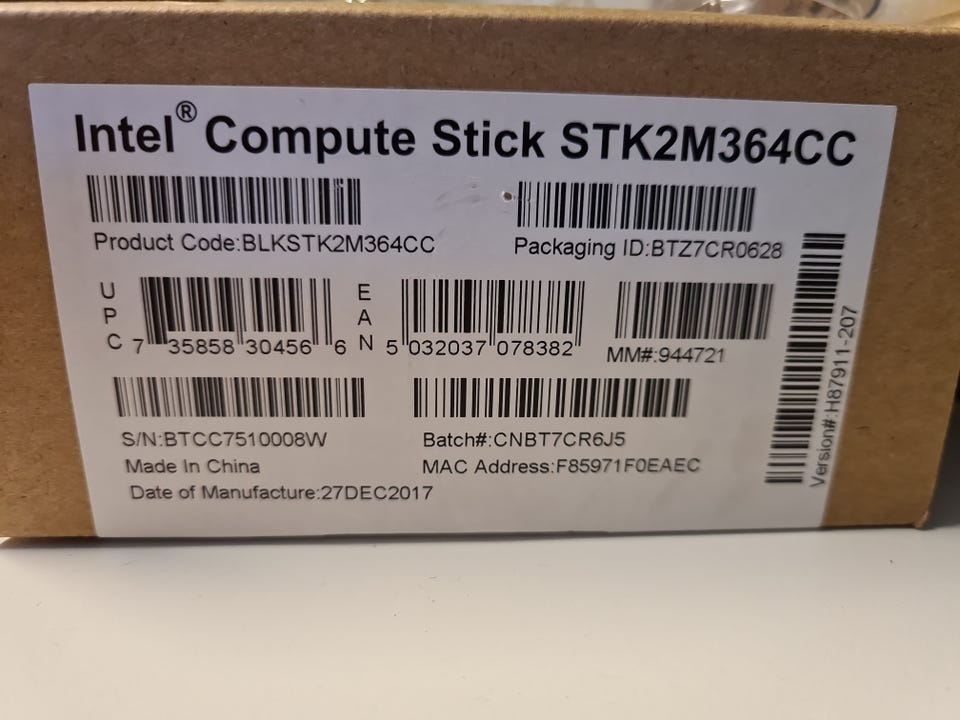 Intel® Compute Stick STK2M364CC
Product Code:BLKSTK2M364CC
Packaging ID:BTZ7CR0628
UPC 7 35858 30456 6
EAN 5 032037 078382
MM#:944721
S/N:BTCC7510008W
Batch#:CNBT7CR6J5
Made In China
MAC Address:F85971F0EAEC
Date of Manufacture:27DEC2017
Version#:H87911-207